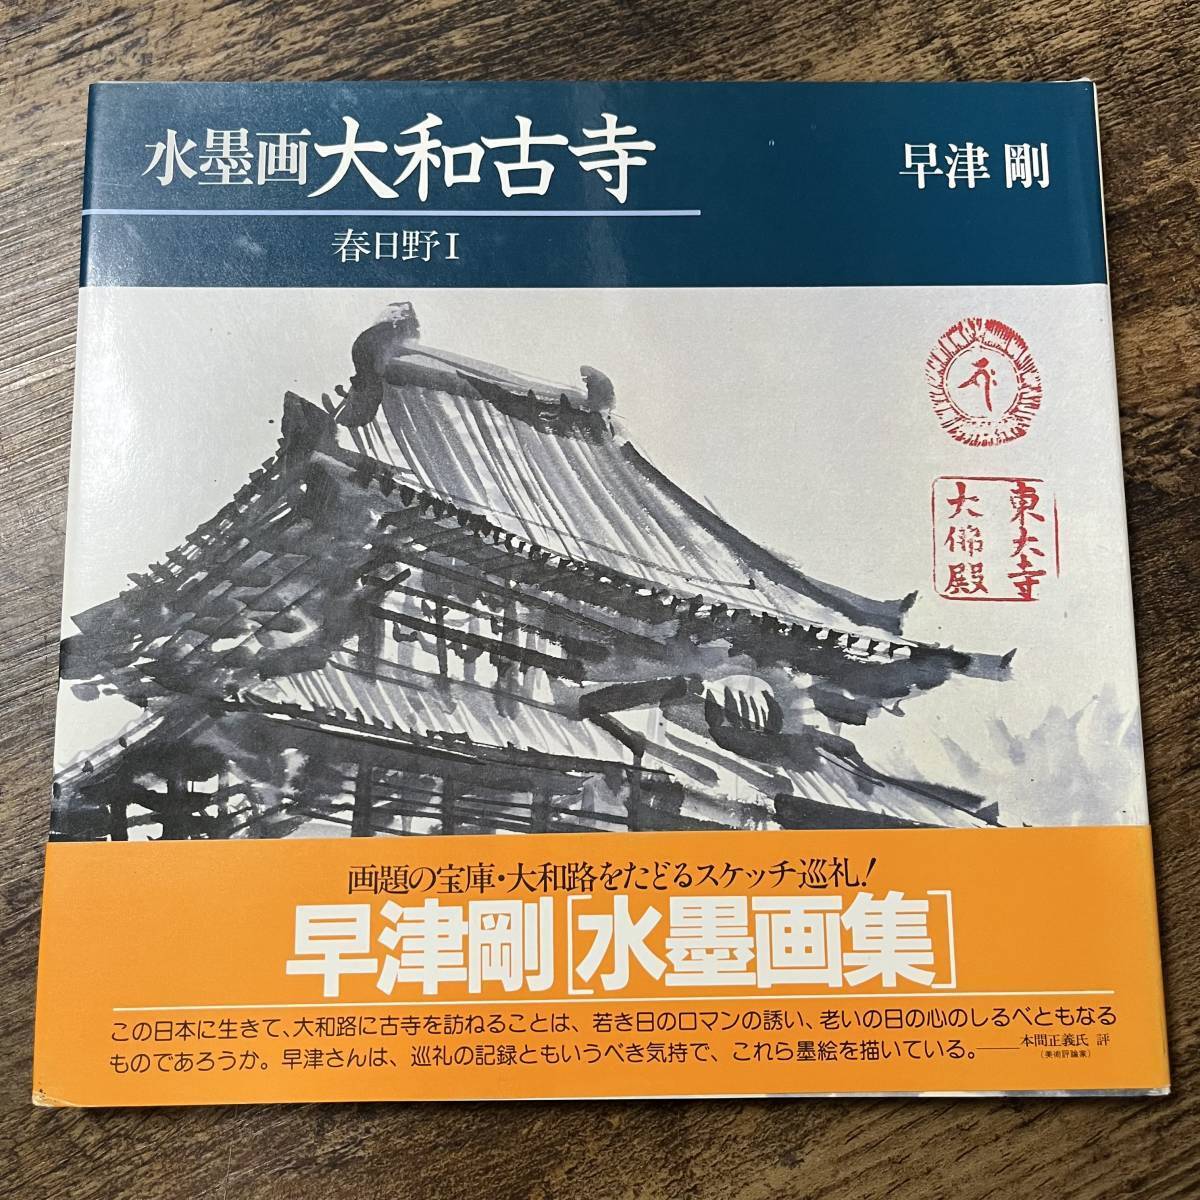 水墨画 大和古寺
早津 剛
春日野I
東大寺
大佛殿
画題の宝庫・大和路をたどるスケッチ巡礼!
早津剛[水墨画集]
この日本に生きて、大和路に古寺を訪ねることは、若き日のロマンの誘い、老いの日の心のしるべともなる
ものであろうか。早津さんは、巡礼の記録ともいうべき気持で、これら墨絵を描いている。――本間正義氏 評
(美術評論家)